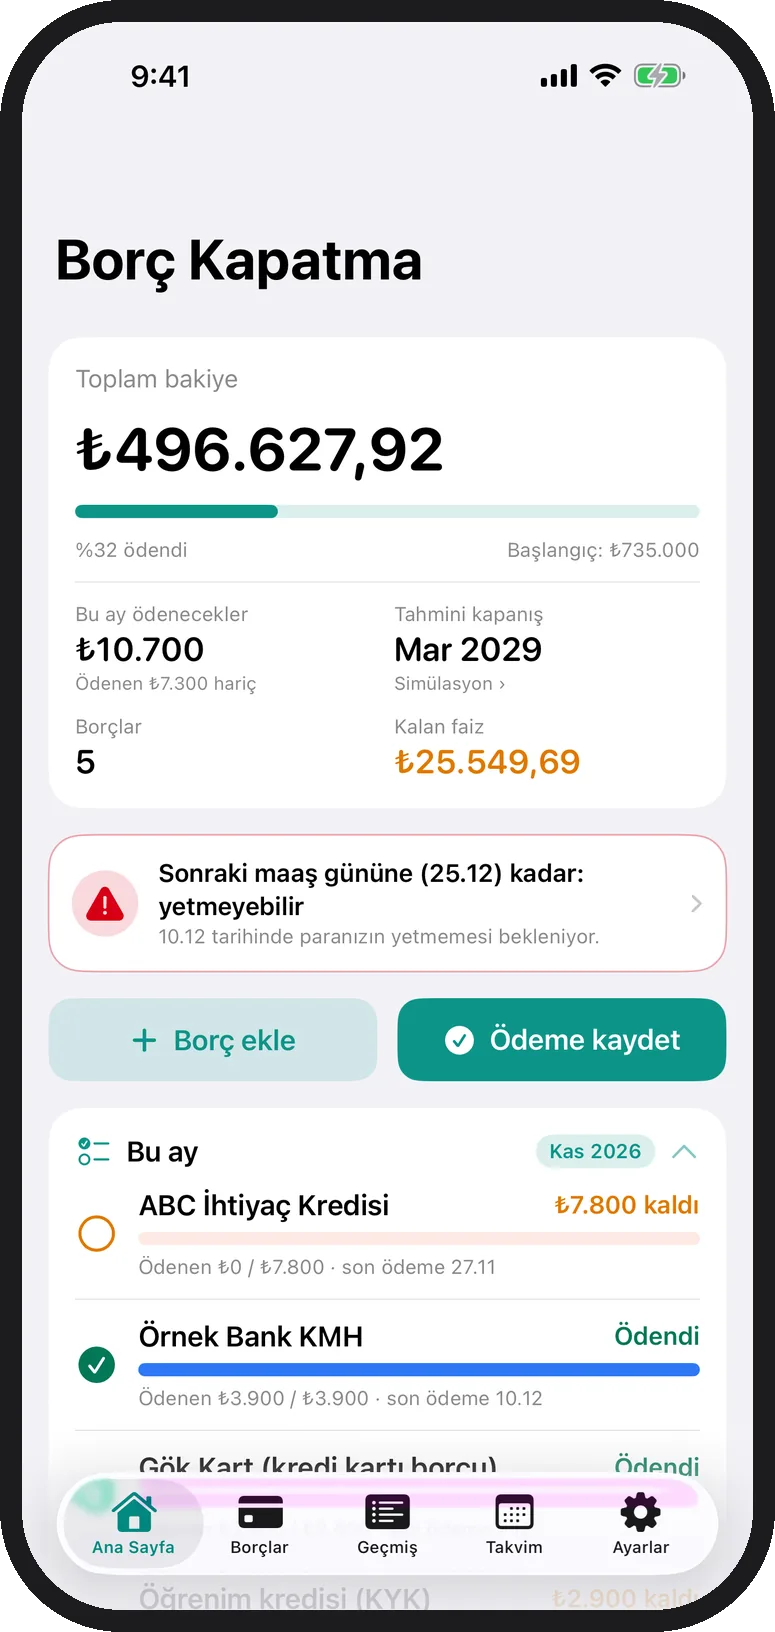 9:41
Borç Kapatma
Toplam bakiye
₺496.627,92
%32 ödendi
Başlangıç: ₺735.000
Bu ay ödenecekler
₺10.700
Ödenen ₺7.300 hariç
Tahmini kapanış
Mar 2029
Simülasyon ›
Borçlar
5
Kalan faiz
₺25.549,69
Sonraki maaş gününe (25.12) kadar:
yetmeyebilir
10.12 tarihinde paranızın yetmemesi bekleniyor.
+ Borç ekle
Ödeme kaydet
Bu ay
Kas 2026
ABC İhtiyaç Kredisi
₺7.800 kaldı
Ödenen ₺0 / ₺7.800 · son ödeme 27.11
Örnek Bank KMH
Ödendi
Ödenen ₺3.900 / ₺3.900 · son ödeme 10.12
Gök Kart (kredi kartı borcu)
Ödendi
Ana Sayfa
Borçlar
Geçmiş
Takvim
Ayarlar
Öğrenim kredisi (KYK)
₺2.900 kaldı